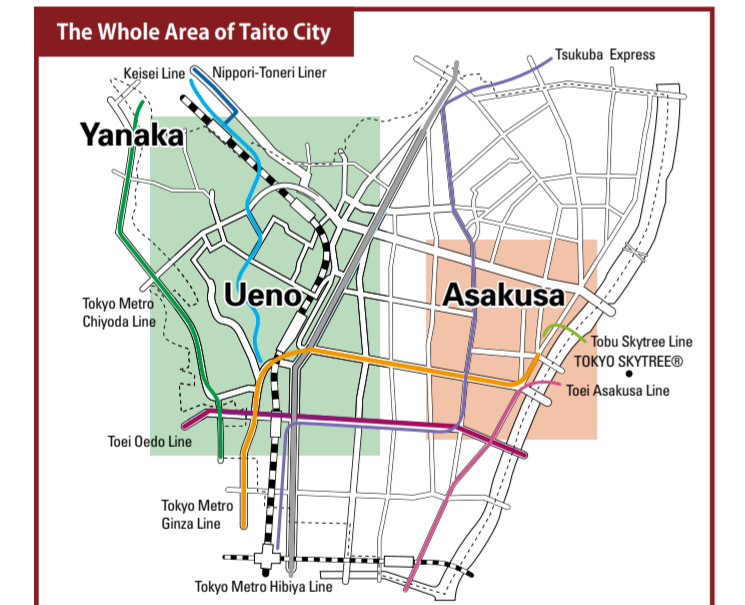 The Whole Area of Taito City
Tsukuba Express
Keisei Line
Nippori-Toneri Liner
Yanaka
Ueno
Asakusa
Tokyo Metro
Chiyoda Line
Tobu Skytree Line
TOKYO SKYTREE®
Toei Asakusa Line
Toei Oedo Line
Tokyo Metro
Ginza Line
Tokyo Metro Hibiya Line